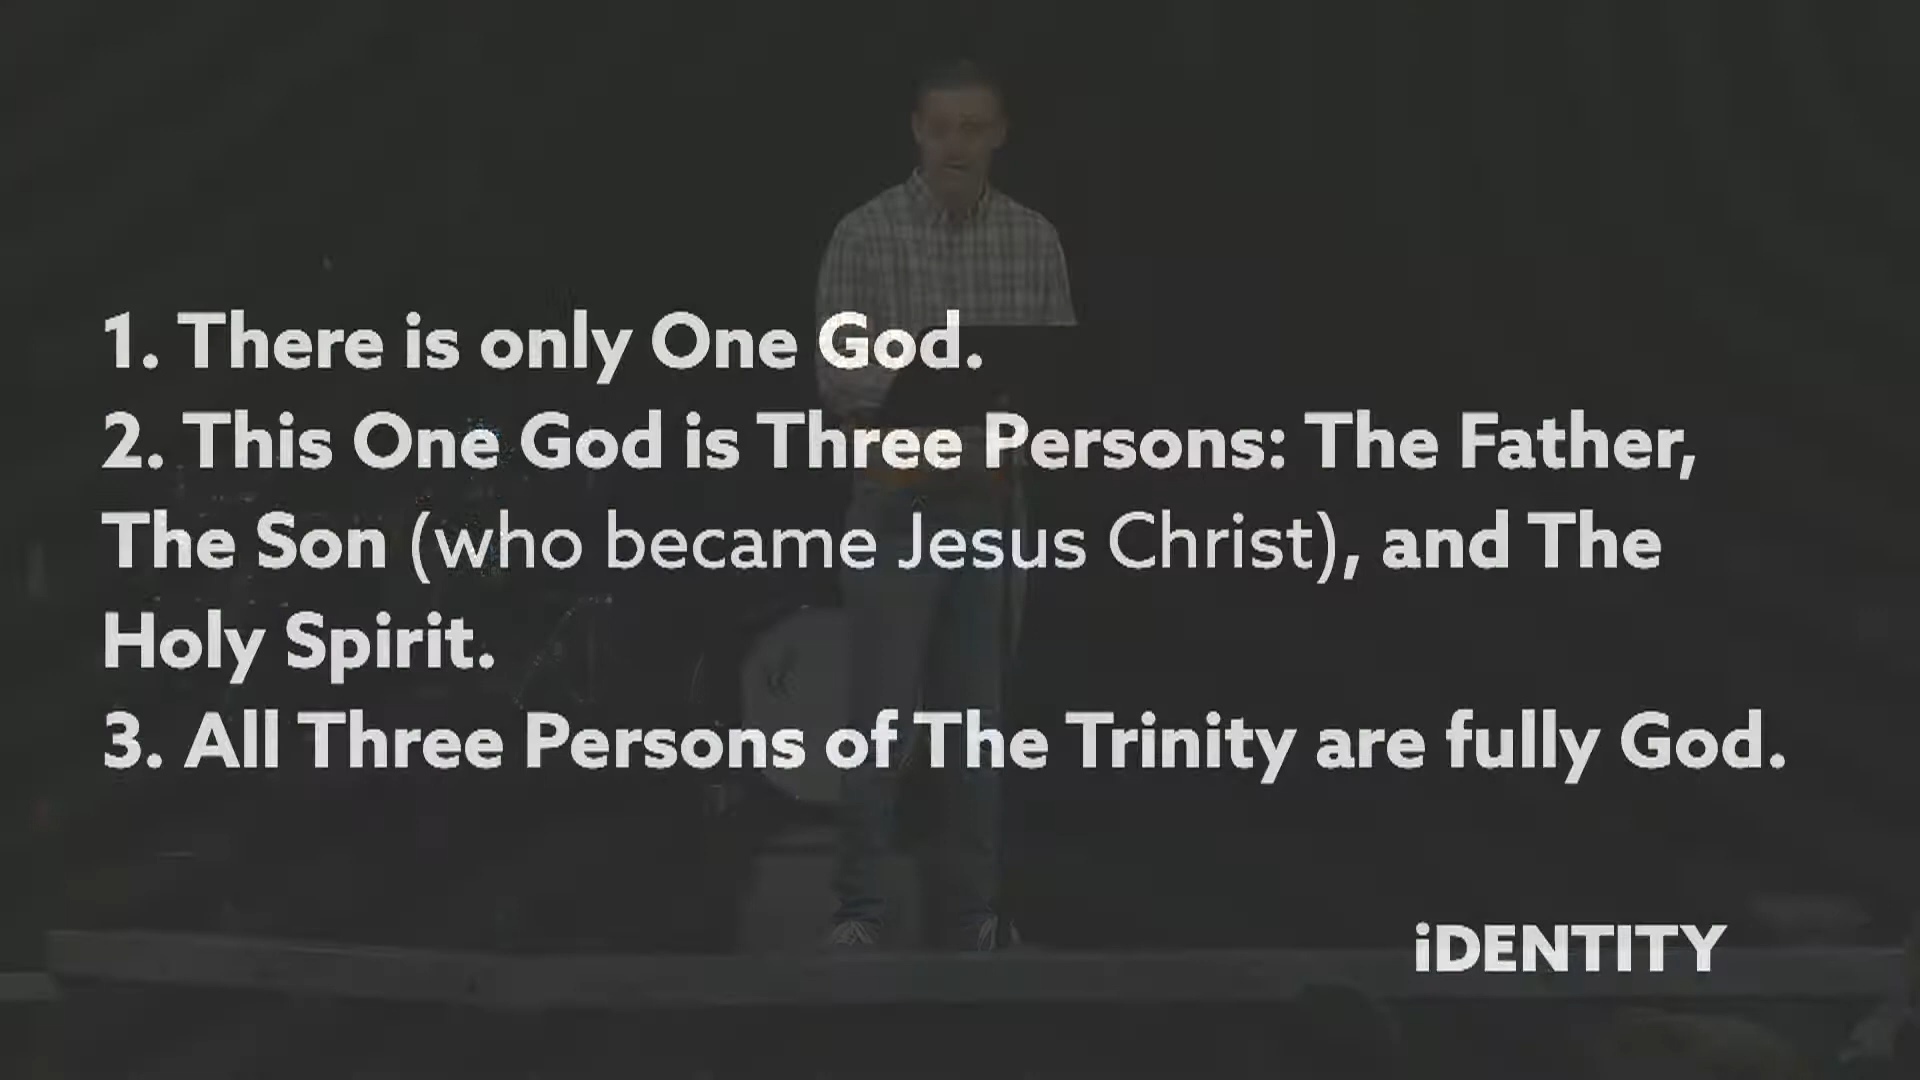 1. There is only One God.
2. This One God is Three Persons: The Father,
The Son (who became Jesus Christ), and The
Holy Spirit.
3. All Three Persons of The Trinity are fully God.
iDENTITY